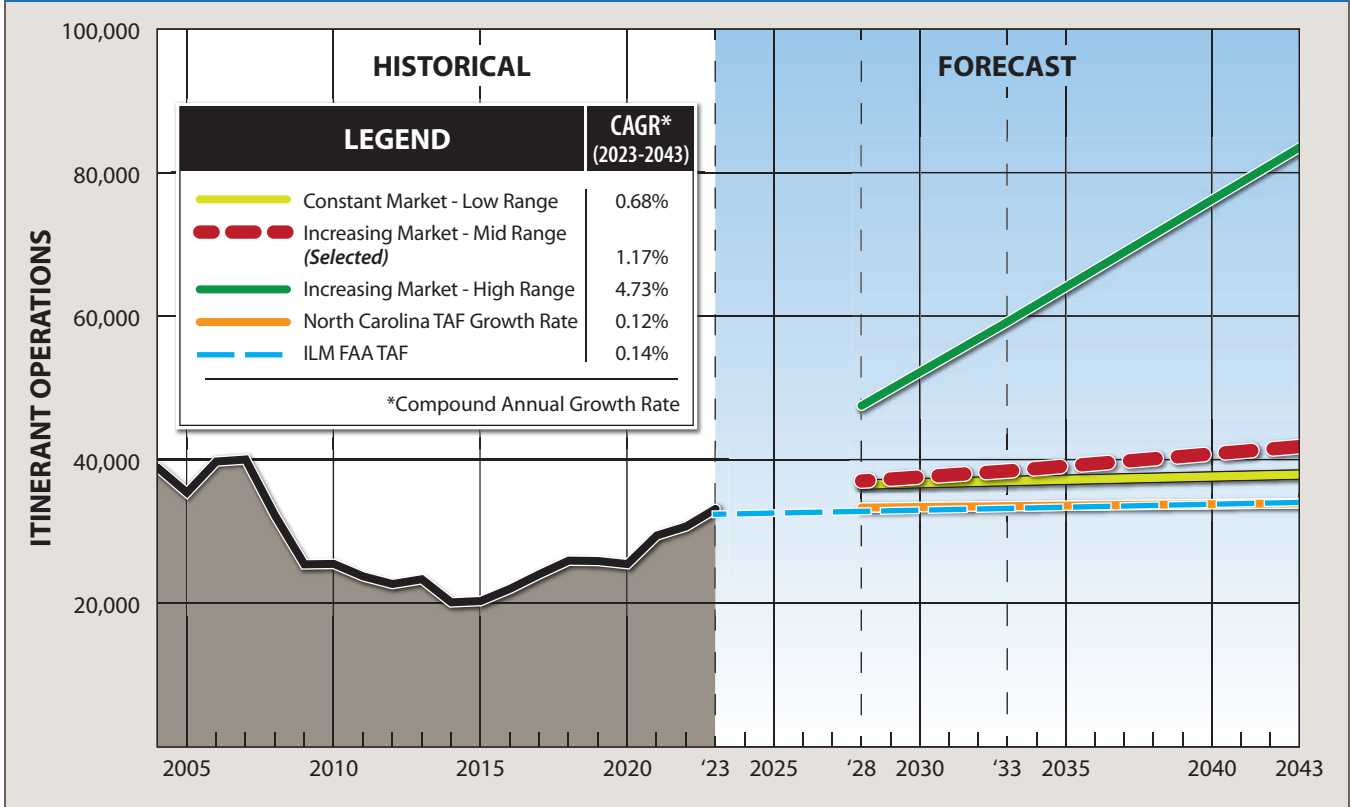 ITINERANT OPERATIONS
100,000
80,000
60,000
40,000
20,000
HISTORICAL
FORECAST
LEGEND
CAGR*
(2023-2043)
Constant Market - Low Range 0.68%
Increasing Market - Mid Range
(Selected) 1.17%
Increasing Market - High Range 4.73%
North Carolina TAF Growth Rate 0.12%
ILM FAA TAF 0.14%
*Compound Annual Growth Rate
2005 2010 2015 2020 ‘23 2025 ‘28 2030 ‘33 2035 2040 2043